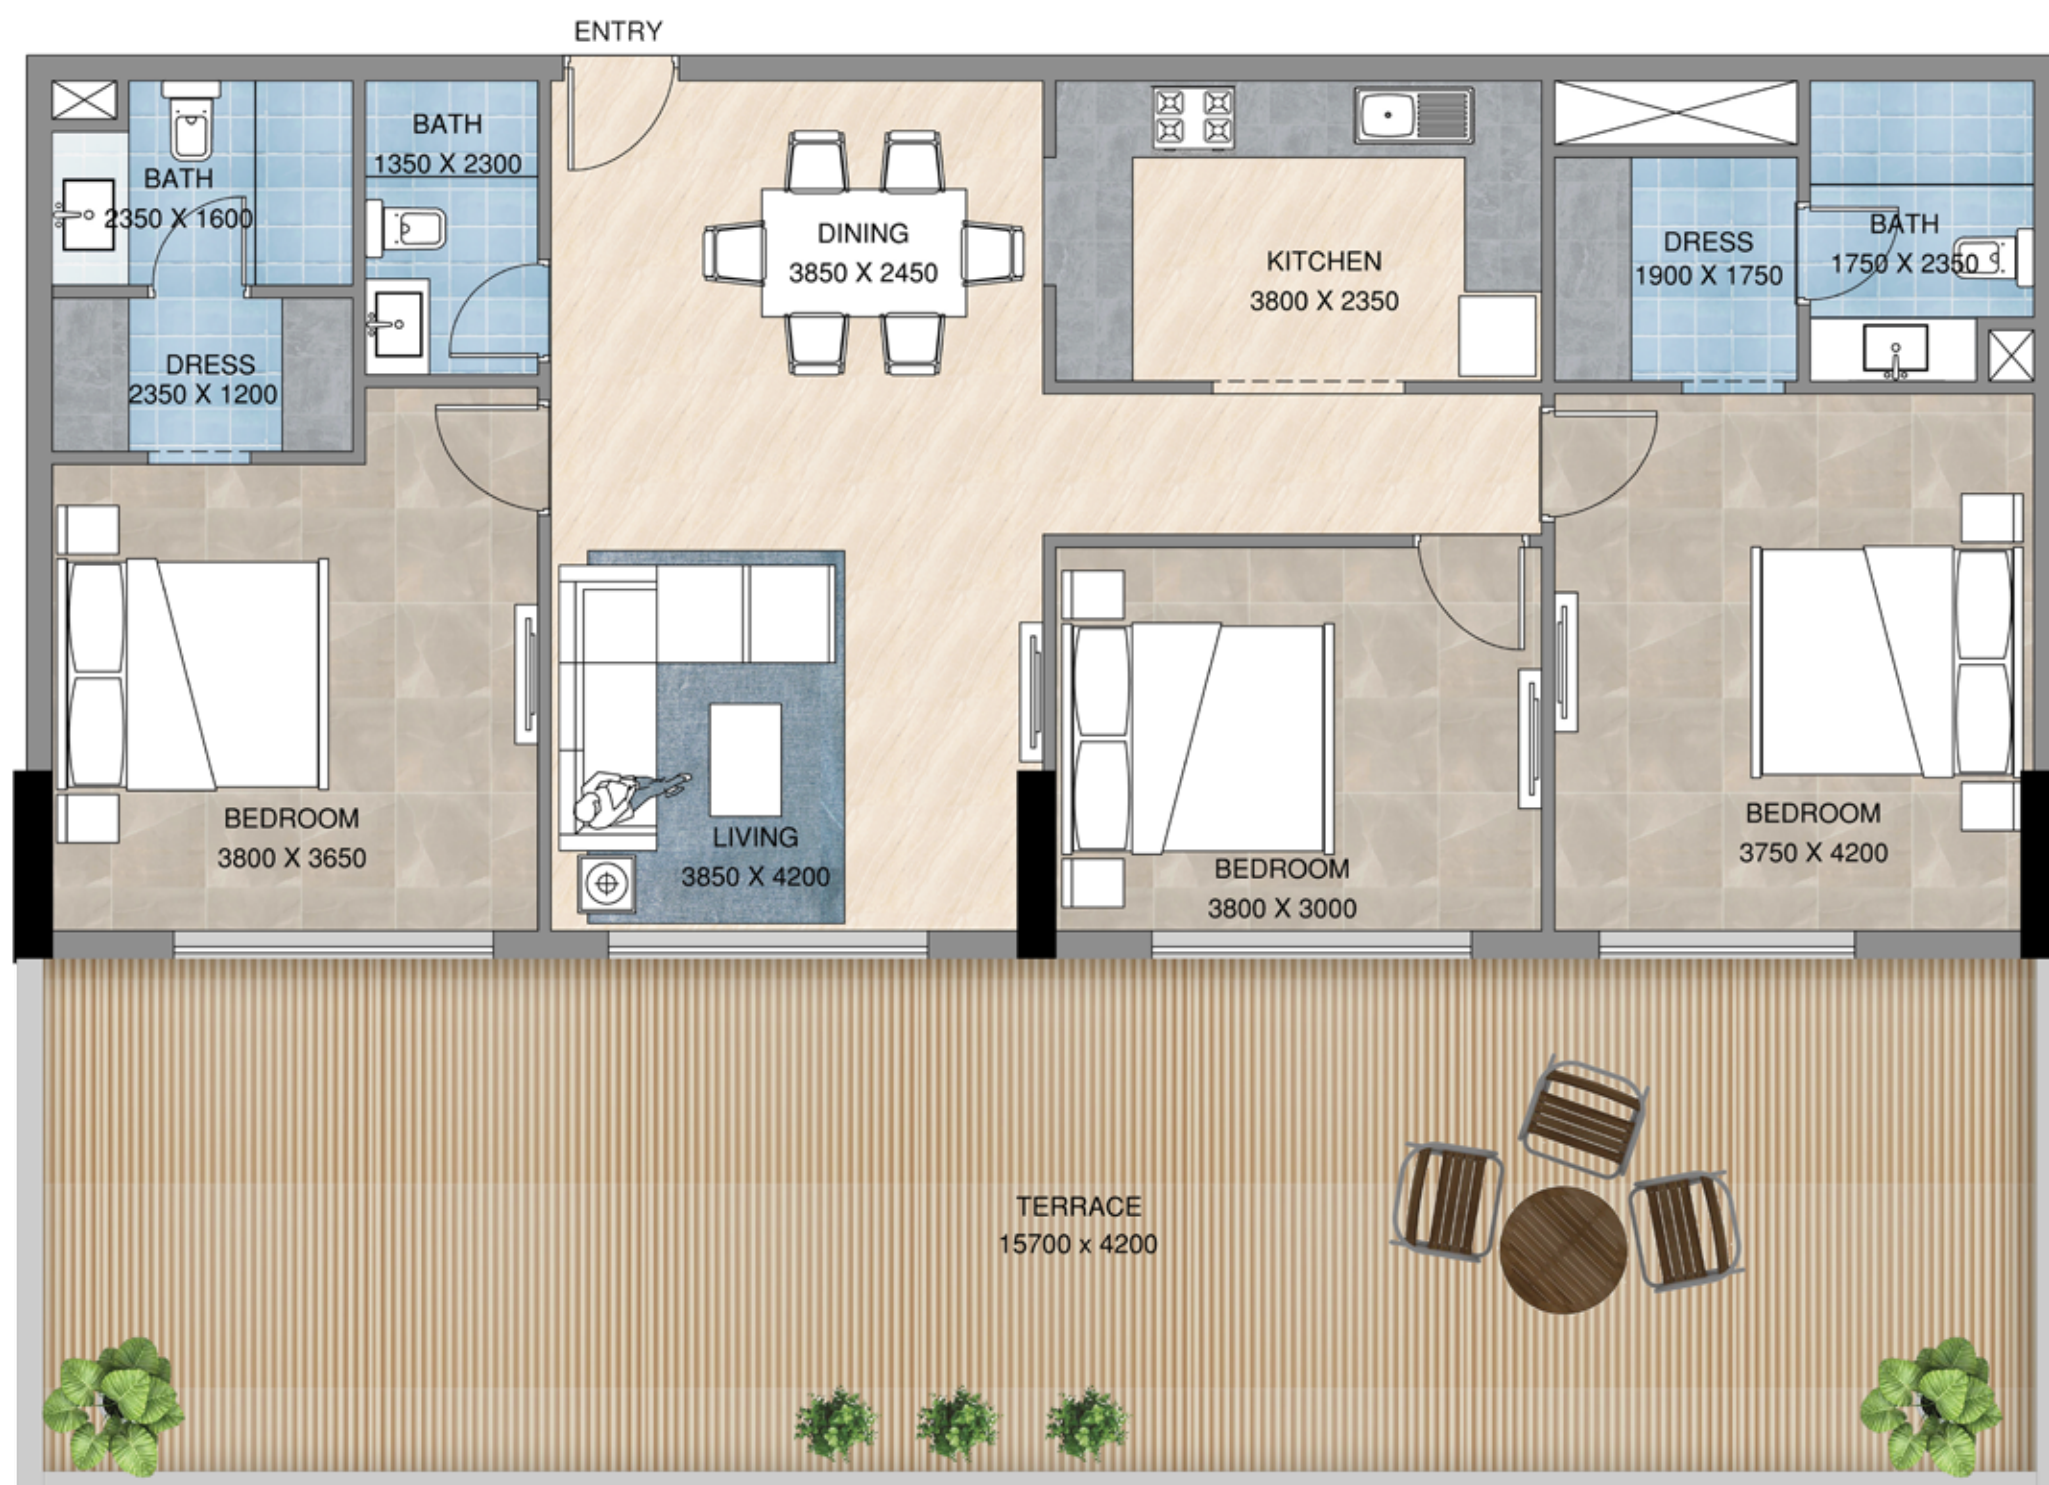 ENTRY
BATH
2350 X 1600
BATH
1350 X 2300
DINING
3850 X 2450
KITCHEN
3800 X 2350
DRESS
1900 X 1750
BATH
1750 X 2350
DRESS
2350 X 1200
BEDROOM
3800 X 3650
LIVING
3850 X 4200
BEDROOM
3800 X 3000
BEDROOM
3750 X 4200
TERRACE
15700 x 4200